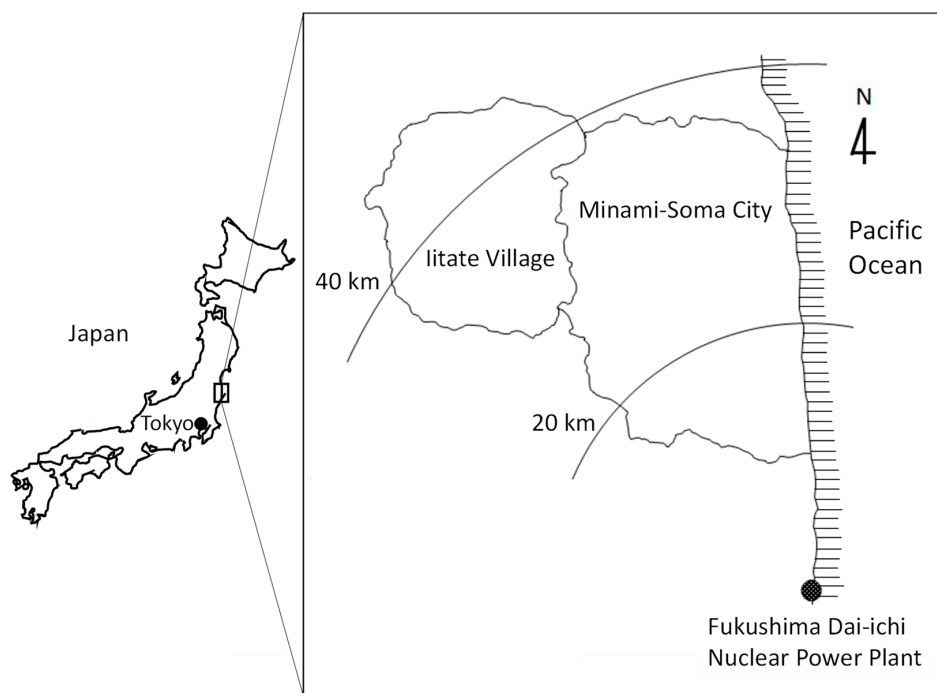 N
Minami-Soma City
Pacific
Ocean
Iitate Village
40 km
Japan
Tokyo
20 km
Fukushima Dai-ichi
Nuclear Power Plant